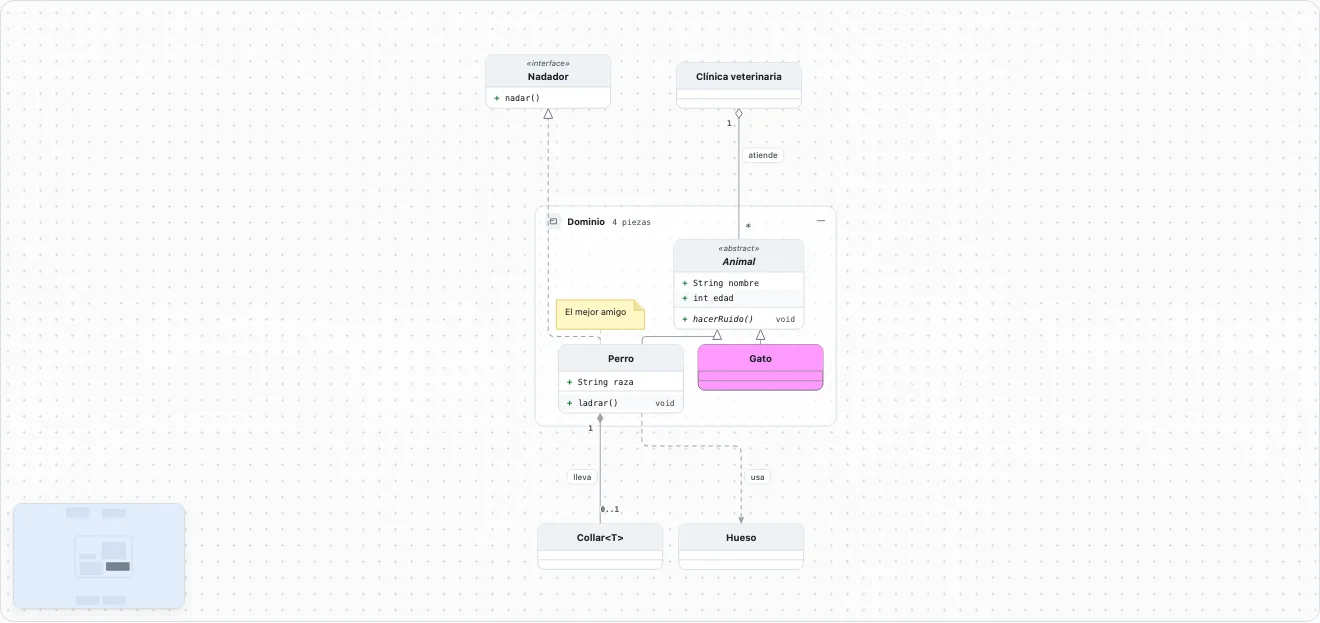 «interface»
Nadador
+ nadar()
Clínica veterinaria
1
atiende
*
Dominio 4 piezas
«abstract»
Animal
+ String nombre
+ int edad
+ hacerRuido() void
El mejor amigo
Perro
+ String raza
+ ladrar() void
Gato
1
lleva
0..1
usa
Collar<T>
Hueso